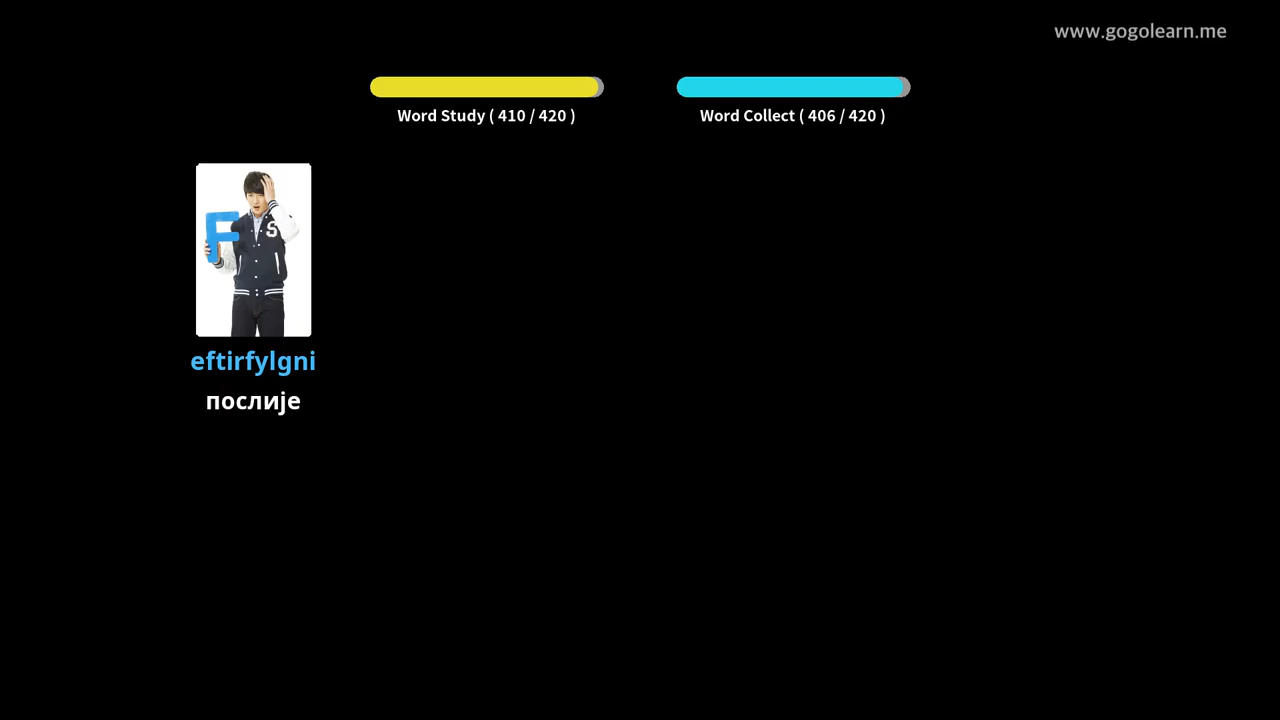 www.gogolearn.me
Word Study ( 410 / 420 )
Word Collect ( 406 / 420 )
F
S
eftirfylgni
послије